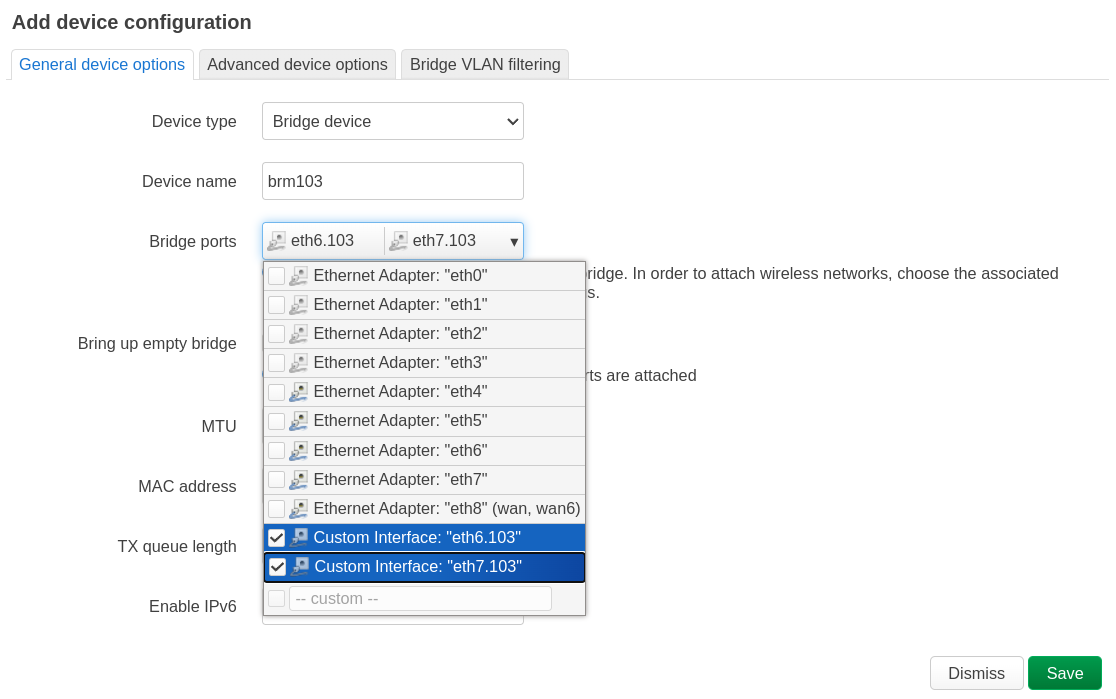 Add device configuration
General device options Advanced device options Bridge VLAN filtering
Device type Bridge device
Device name brm103
Bridge ports eth6.103 eth7.103
Ethernet Adapter: "eth0" ridge. In order to attach wireless networks, choose the associated
s.
Ethernet Adapter: "eth1"
Ethernet Adapter: "eth2"
Bring up empty bridge
Ethernet Adapter: "eth3"
rts are attached
Ethernet Adapter: "eth4"
Ethernet Adapter: "eth5"
MTU
Ethernet Adapter: "eth6"
Ethernet Adapter: "eth7"
MAC address
Ethernet Adapter: "eth8" (wan, wan6)
Custom Interface: "eth6.103"
TX queue length
Custom Interface: "eth7.103"
-- custom --
Enable IPv6
Dismiss Save